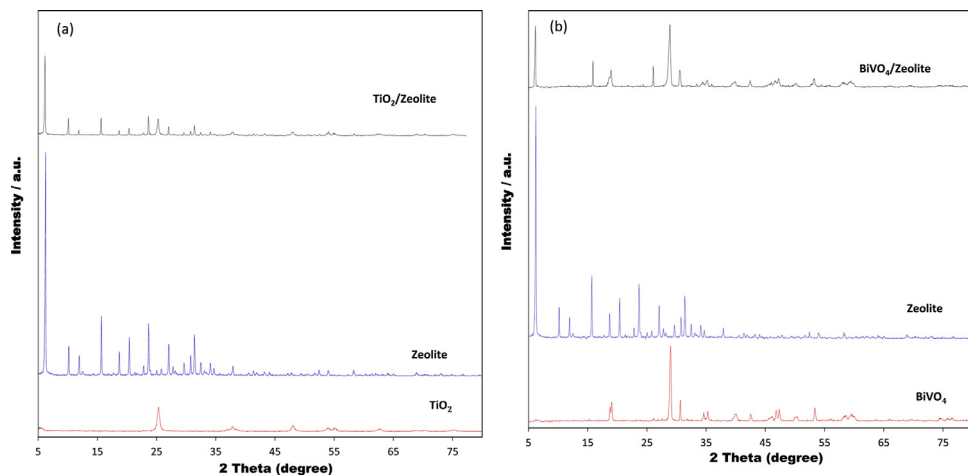 (a)
TiO2/Zeolite
Zeolite
TiO2
Intensity / a.u.
5 15 25 35 45 55 65 75
2 Theta (degree)
(b)
BiVO4/Zeolite
Zeolite
BiVO4
Intensity / a.u.
5 15 25 35 45 55 65 75
2 Theta (degree)